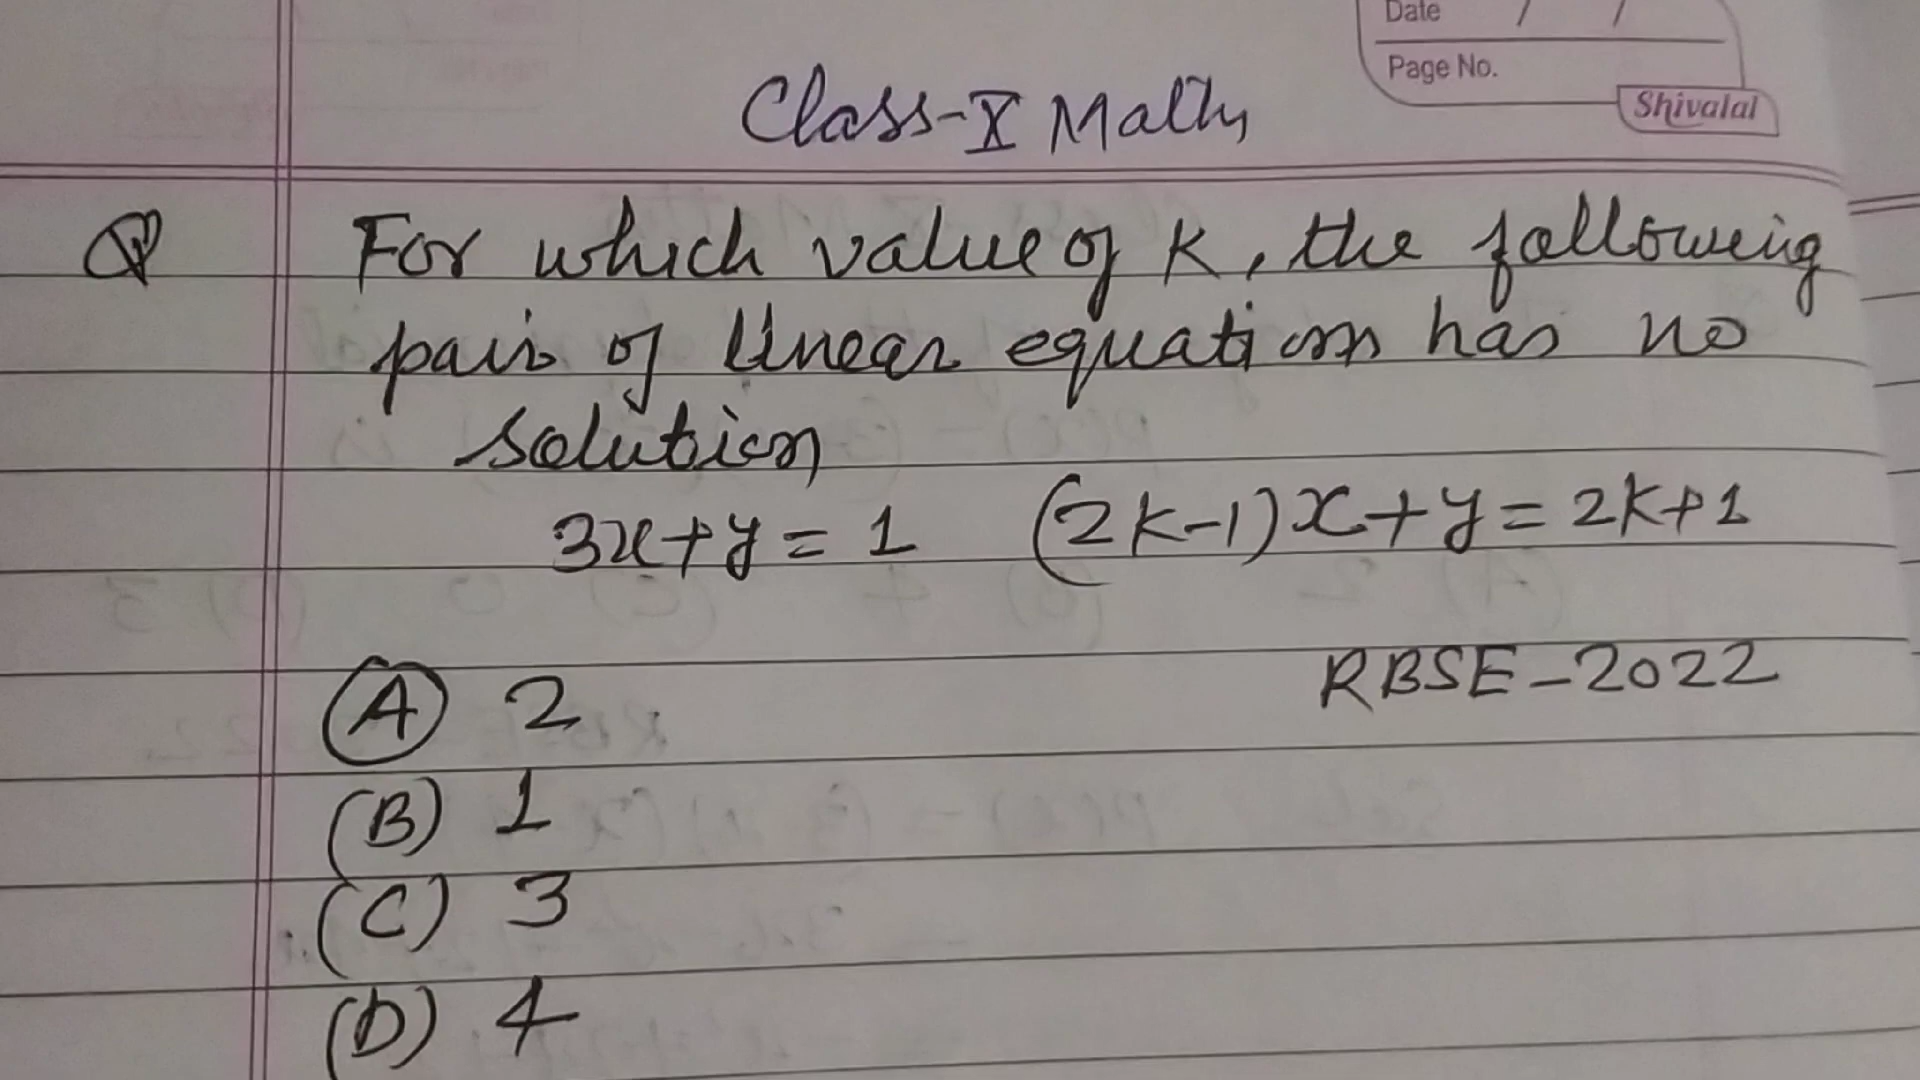 Date / /
Page No.
Shivalal
Class-X Maths
Q For which value of K, the following
pair of linear equations has no
solution
3x+y=1 (2K-1)x+y=2K+1
RBSE-2022
(A) 2
(B) 1
(C) 3
(D) 4